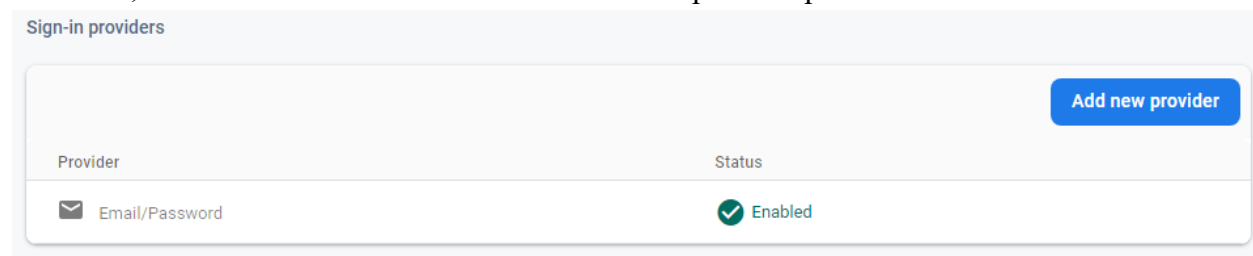 Sign-in providers
Add new provider
Provider Status
Email/Password Enabled